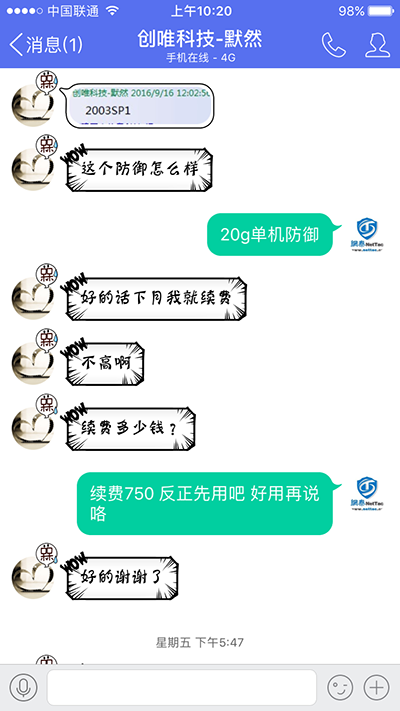 中国联通
上午10:20
98%
消息(1)
创唯科技-默然
手机在线 - 4G
创唯科技-默然 2016/9/16 12:02:50
2003SP1
WOW
这个防御怎么样
20g单机防御
WOW
好的话下月我就续费
WOW
不高啊
WOW
续费多少钱？
续费750 反正先用吧 好用再说
咯
WOW
好的谢谢了
星期五 下午5:47